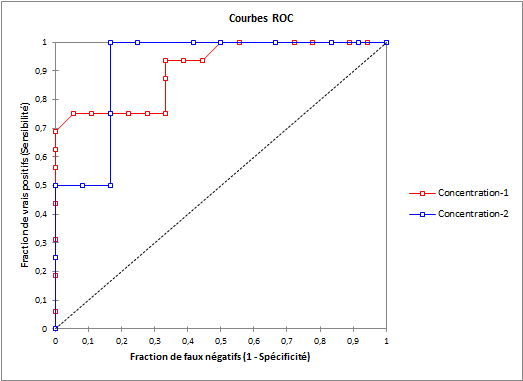 Courbes ROC
Fraction de vrais positifs (Sensibilité)
1
0,9
0,8
0,7
0,6
0,5
0,4
0,3
0,2
0,1
0
0 0,1 0,2 0,3 0,4 0,5 0,6 0,7 0,8 0,9 1
Fraction de faux négatifs (1 - Spécificité)
Concentration-1
Concentration-2